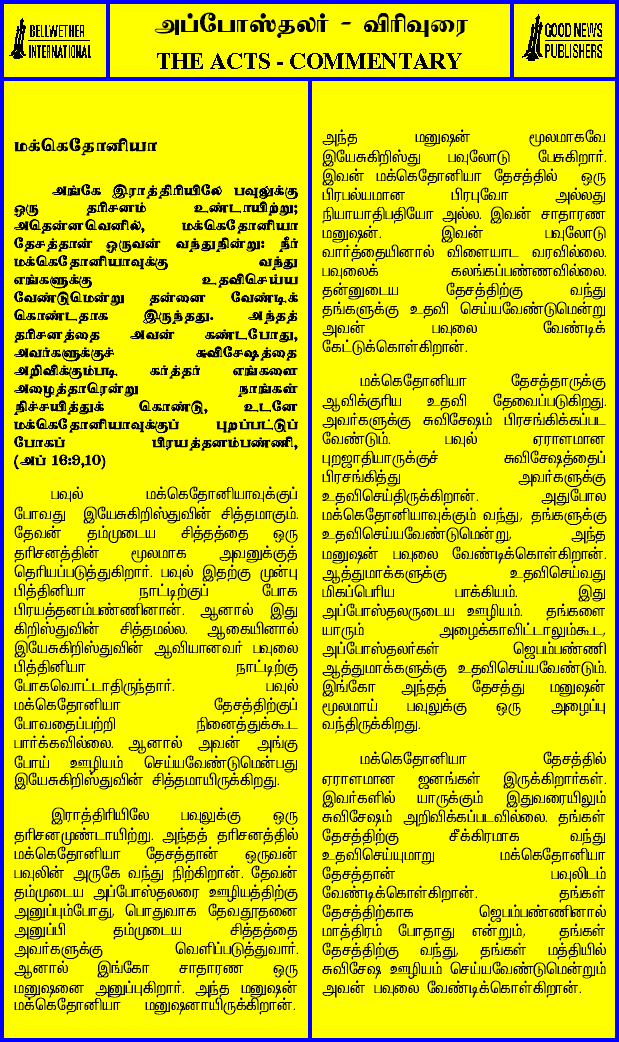 BELLWETHER
INTERNATIONAL
அப்போஸ்தலர் - விரிவுரை
THE ACTS - COMMENTARY
GOOD NEWS
PUBLISHERS
மக்கெதோனியா
அங்கே இராத்திரியிலே பவுலுக்கு
ஒரு தரிசனம் உண்டாயிற்று;
அதென்னவெனில், மக்கெதோனியா
தேசத்தான் ஒருவன் வந்துநின்று: நீர்
மக்கெதோனியாவுக்கு வந்து
எங்களுக்கு உதவிசெய்ய
வேண்டுமென்று தன்னை வேண்டிக்
கொண்டதாக இருந்தது. அந்தத்
தரிசனத்தை அவன் கண்டபோது,
அவர்களுக்குச் சுவிசேஷத்தை
அறிவிக்கும்படி கர்த்தர் எங்களை
அழைத்தாரென்று நாங்கள்
நிச்சயித்துக் கொண்டு, உடனே
மக்கெதோனியாவுக்குப் புறப்பட்டுப்
போகப் பிரயத்தனம்பண்ணி,
(அப் 16:9,10)
பவுல் மக்கெதோனியாவுக்குப்
போவது இயேசுகிறிஸ்துவின் சித்தமாகும்.
தேவன் தம்முடைய சித்தத்தை ஒரு
தரிசனத்தின் மூலமாக அவனுக்குத்
தெரியப்படுத்துகிறார். பவுல் இதற்கு முன்பு
பித்தினியா நாட்டிற்குப் போக
பிரயத்தனம்பண்ணினான். ஆனால் இது
கிறிஸ்துவின் சித்தமல்ல. ஆகையினால்
இயேசுகிறிஸ்துவின் ஆவியானவர் பவுலை
பித்தினியா நாட்டிற்கு
போகவொட்டாதிருந்தார். பவுல்
மக்கெதோனியா தேசத்திற்குப்
போவதைப்பற்றி நினைத்துக்கூட
பார்க்கவில்லை. ஆனால் அவன் அங்கு
போய் ஊழியம் செய்யவேண்டுமென்பது
இயேசுகிறிஸ்துவின் சித்தமாயிருக்கிறது.
இராத்திரியிலே பவுலுக்கு ஒரு
தரிசனமுண்டாயிற்று. அந்தத் தரிசனத்தில்
மக்கெதோனியா தேசத்தான் ஒருவன்
பவுலின் அருகே வந்து நிற்கிறான். தேவன்
தம்முடைய அப்போஸ்தலரை ஊழியத்திற்கு
அனுப்பும்போது, பொதுவாக தேவதூதனை
அனுப்பி தம்முடைய சித்தத்தை
அவர்களுக்கு வெளிப்படுத்துவார்.
ஆனால் இங்கோ சாதாரண ஒரு
மனுஷனை அனுப்புகிறார். அந்த மனுஷன்
மக்கெதோனியா மனுஷனாயிருக்கிறான்.
அந்த மனுஷன் மூலமாகவே
இயேசுகிறிஸ்து பவுலோடு பேசுகிறார்.
இவன் மக்கெதோனியா தேசத்தில் ஒரு
பிரபல்யமான பிரபுவோ அல்லது
நியாயாதிபதியோ அல்ல. இவன் சாதாரண
மனுஷன். இவன் பவுலோடு
வார்த்தையினால் விளையாட வரவில்லை.
பவுலைக் கலங்கப்பண்ணவில்லை.
தன்னுடைய தேசத்திற்கு வந்து
தங்களுக்கு உதவி செய்யவேண்டுமென்று
அவன் பவுலை வேண்டிக்
கேட்டுக்கொள்கிறான்.
மக்கெதோனியா தேசத்தாருக்கு
ஆவிக்குரிய உதவி தேவைப்படுகிறது.
அவர்களுக்கு சுவிசேஷம் பிரசங்கிக்கப்பட
வேண்டும். பவுல் ஏராளமான
புறஜாதியாருக்குச் சுவிசேஷத்தைப்
பிரசங்கித்து அவர்களுக்கு
உதவிசெய்திருக்கிறான். அதுபோல
மக்கெதோனியாவுக்கும் வந்து, தங்களுக்கு
உதவிசெய்யவேண்டுமென்று, அந்த
மனுஷன் பவுலை வேண்டிக்கொள்கிறான்.
ஆத்துமாக்களுக்கு உதவிசெய்வது
மிகப்பெரிய பாக்கியம். இது
அப்போஸ்தலருடைய ஊழியம். தங்களை
யாரும் அழைக்காவிட்டாலும்கூட,
அப்போஸ்தலர்கள் ஜெபம்பண்ணி
ஆத்துமாக்களுக்கு உதவிசெய்யவேண்டும்.
இங்கோ அந்தத் தேசத்து மனுஷன்
மூலமாய் பவுலுக்கு ஒரு அழைப்பு
வந்திருக்கிறது.
மக்கெதோனியா தேசத்தில்
ஏராளமான ஜனங்கள் இருக்கிறார்கள்.
இவர்களில் யாருக்கும் இதுவரையிலும்
சுவிசேஷம் அறிவிக்கப்படவில்லை. தங்கள்
தேசத்திற்கு சீக்கிரமாக வந்து
உதவிசெய்யுமாறு மக்கெதோனியா
தேசத்தான் பவுலிடம்
வேண்டிக்கொள்கிறான். தங்கள்
தேசத்திற்காக ஜெபம்பண்ணினால்
மாத்திரம் போதாது என்றும், தங்கள்
தேசத்திற்கு வந்து, தங்கள் மத்தியில்
சுவிசேஷ ஊழியம் செய்யவேண்டுமென்றும்
அவன் பவுலை வேண்டிக்கொள்கிறான்.